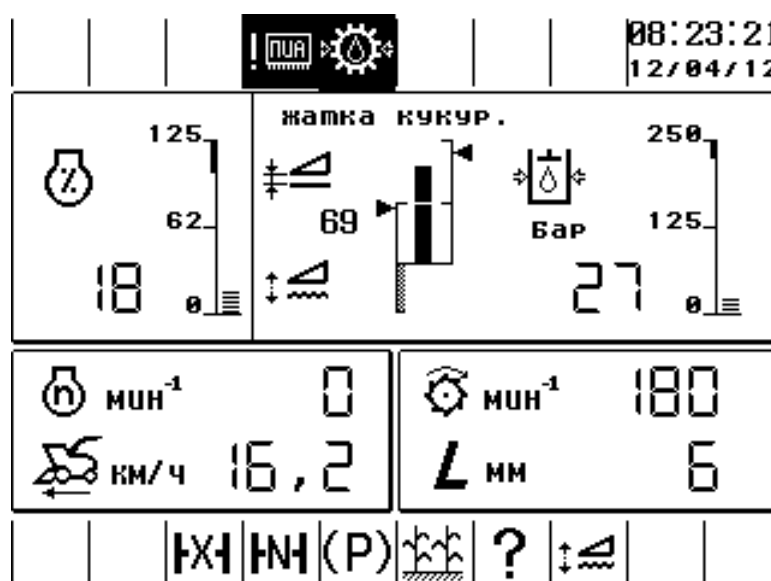 ! ПИА 08:23:21
12/04/12
жатка кукур.
125 250
%
69
62 Бар 125
18 0 27 0
n мин⁻¹ 0 мин⁻¹ 180
км/ч 16,2 L мм 6
X N (P) ?